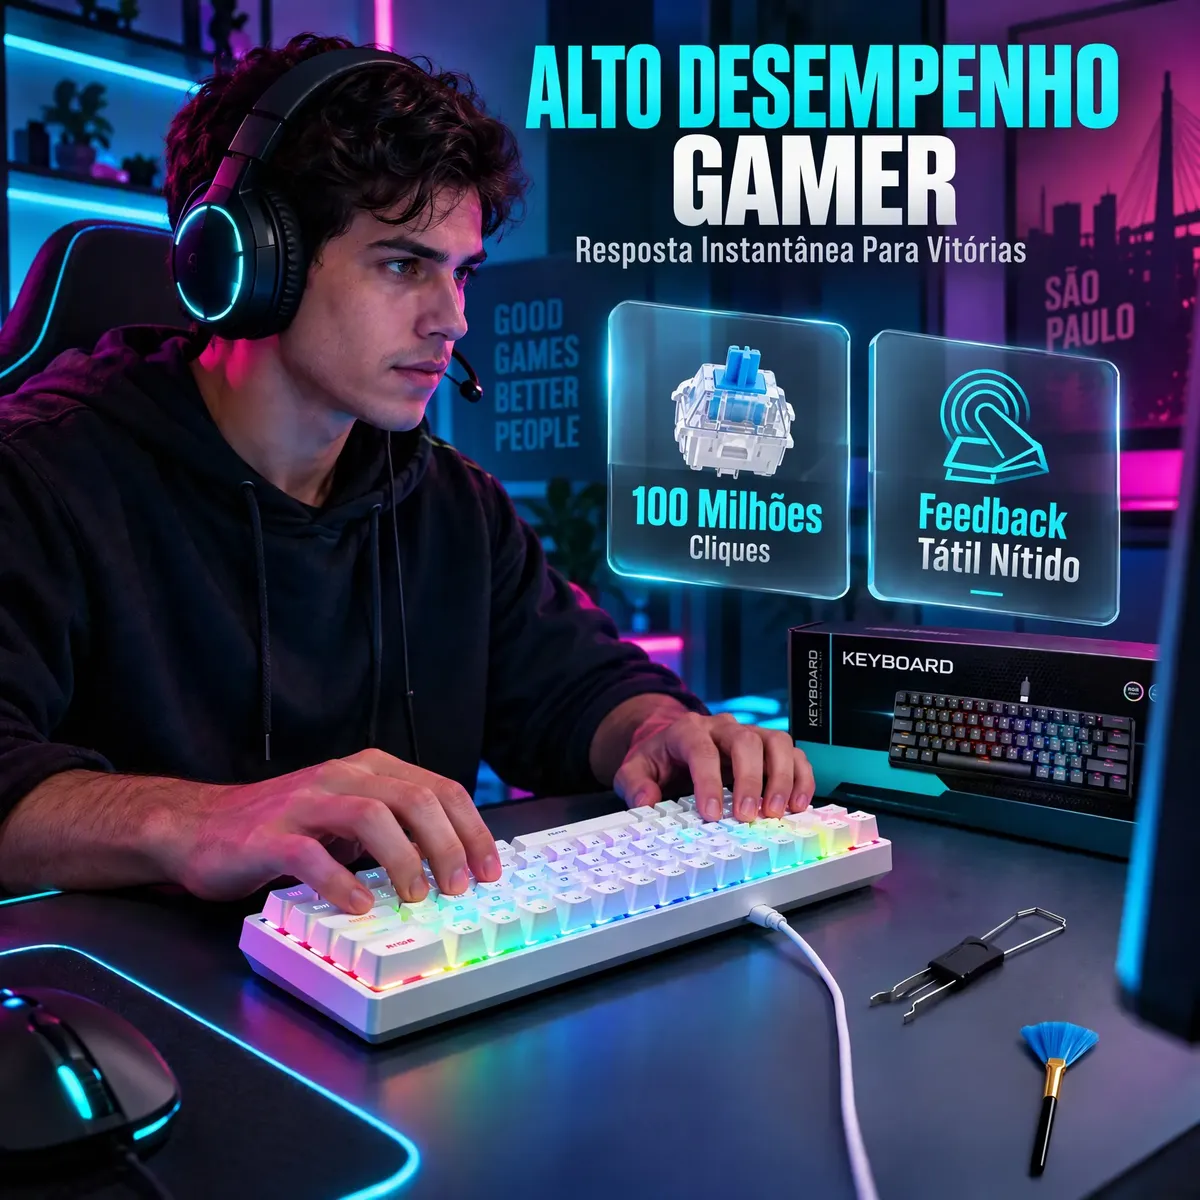 ALTO DESEMPENHO
GAMER
Resposta Instantânea Para Vitórias
GOOD
GAMES
BETTER
PEOPLE
SÃO
PAULO
100 Milhões
Cliques
Feedback
Tátil Nítido
KEYBOARD
KEYBOARD
RGB